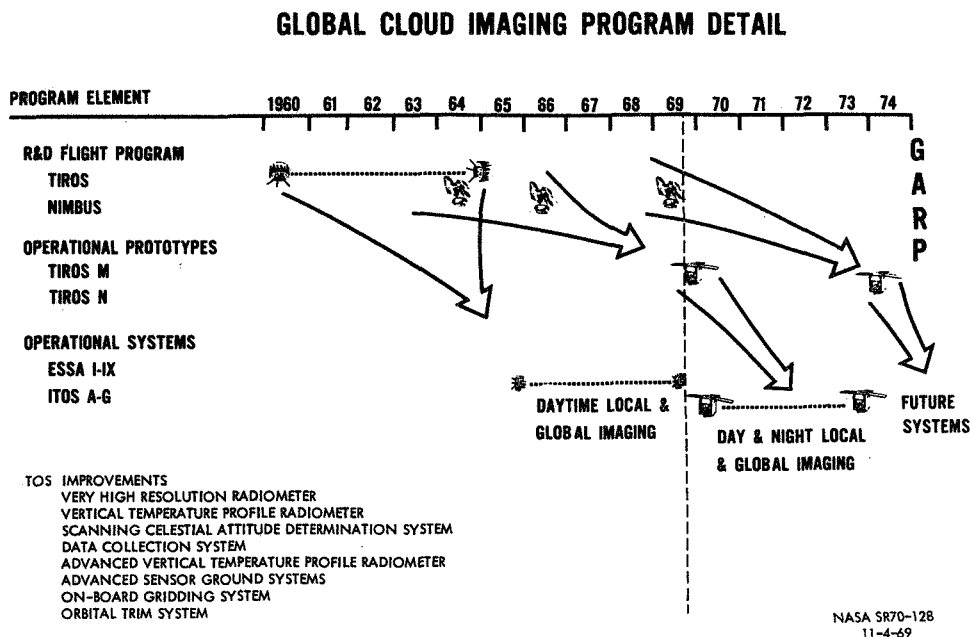 GLOBAL CLOUD IMAGING PROGRAM DETAIL
PROGRAM ELEMENT
1960 61 62 63 64 65 66 67 68 69 70 71 72 73 74
R&D FLIGHT PROGRAM
TIROS
NIMBUS
GARP
OPERATIONAL PROTOTYPES
TIROS M
TIROS N
OPERATIONAL SYSTEMS
ESSA I-IX
ITOS A-G
DAYTIME LOCAL &
GLOBAL IMAGING
DAY & NIGHT LOCAL
& GLOBAL IMAGING
FUTURE
SYSTEMS
TOS IMPROVEMENTS
VERY HIGH RESOLUTION RADIOMETER
VERTICAL TEMPERATURE PROFILE RADIOMETER
SCANNING CELESTIAL ATTITUDE DETERMINATION SYSTEM
DATA COLLECTION SYSTEM
ADVANCED VERTICAL TEMPERATURE PROFILE RADIOMETER
ADVANCED SENSOR GROUND SYSTEMS
ON-BOARD GRIDDING SYSTEM
ORBITAL TRIM SYSTEM
NASA SR70-128
11-4-69